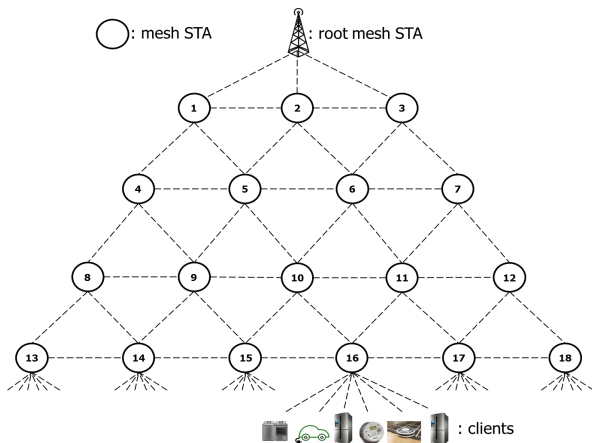 : mesh STA
: root mesh STA
1 2 3
4 5 6 7
8 9 10 11 12
13 14 15 16 17 18
: clients